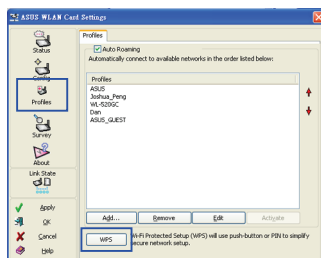 ASUS WLAN Card Settings
Status
Config
Profiles
Survey
About
Link State
Apply
OK
Cancel
Help
Profiles
Auto Roaming
Automatically connect to available networks in the order listed below:
Profiles
ASUS
Joshua_Peng
WL-520GC
Dan
ASUS_GUEST
Add...
Remove
Edit
Activate
WPS
Wi-Fi Protected Setup (WPS) will use push-button or PIN to simplify
secure network setup.